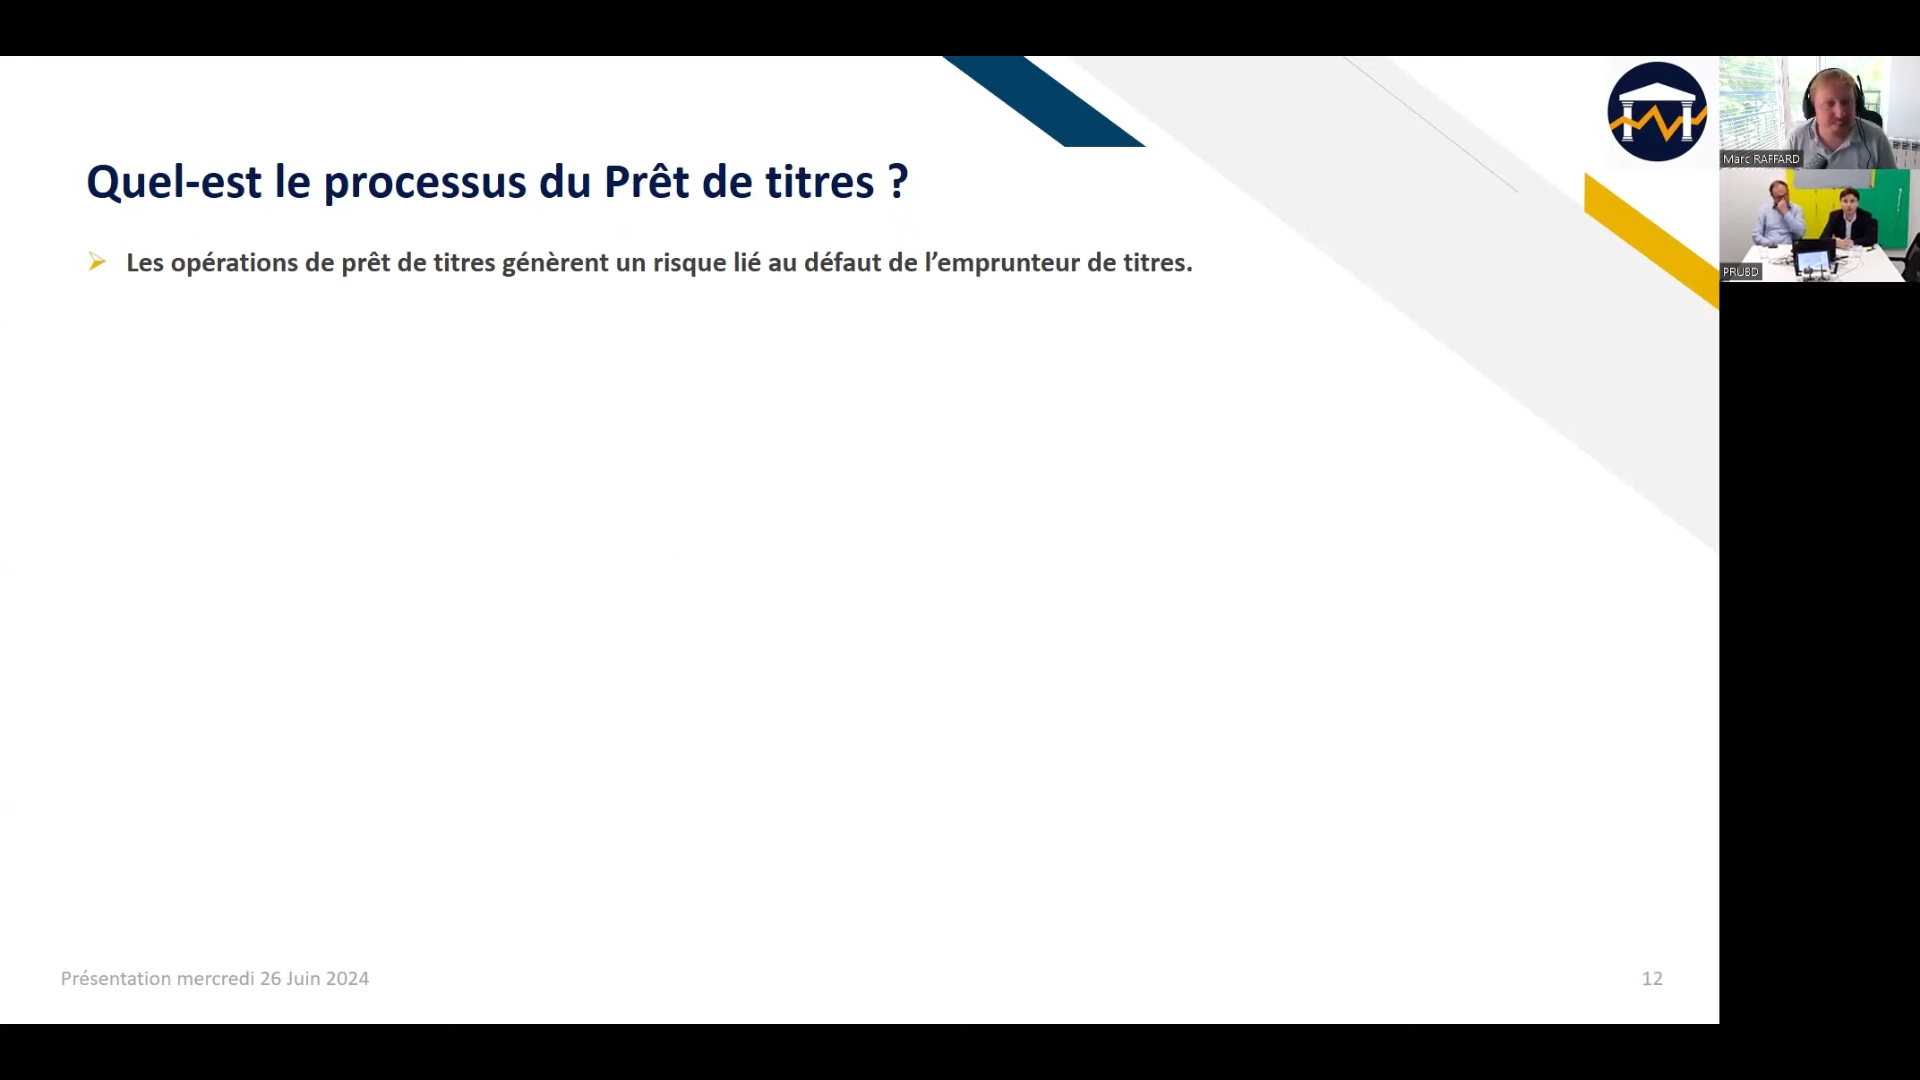 Quel-est le processus du Prêt de titres ?
➢ Les opérations de prêt de titres génèrent un risque lié au défaut de l’emprunteur de titres.
Marc RAFFARD
PRUBD
Présentation mercredi 26 Juin 2024
12